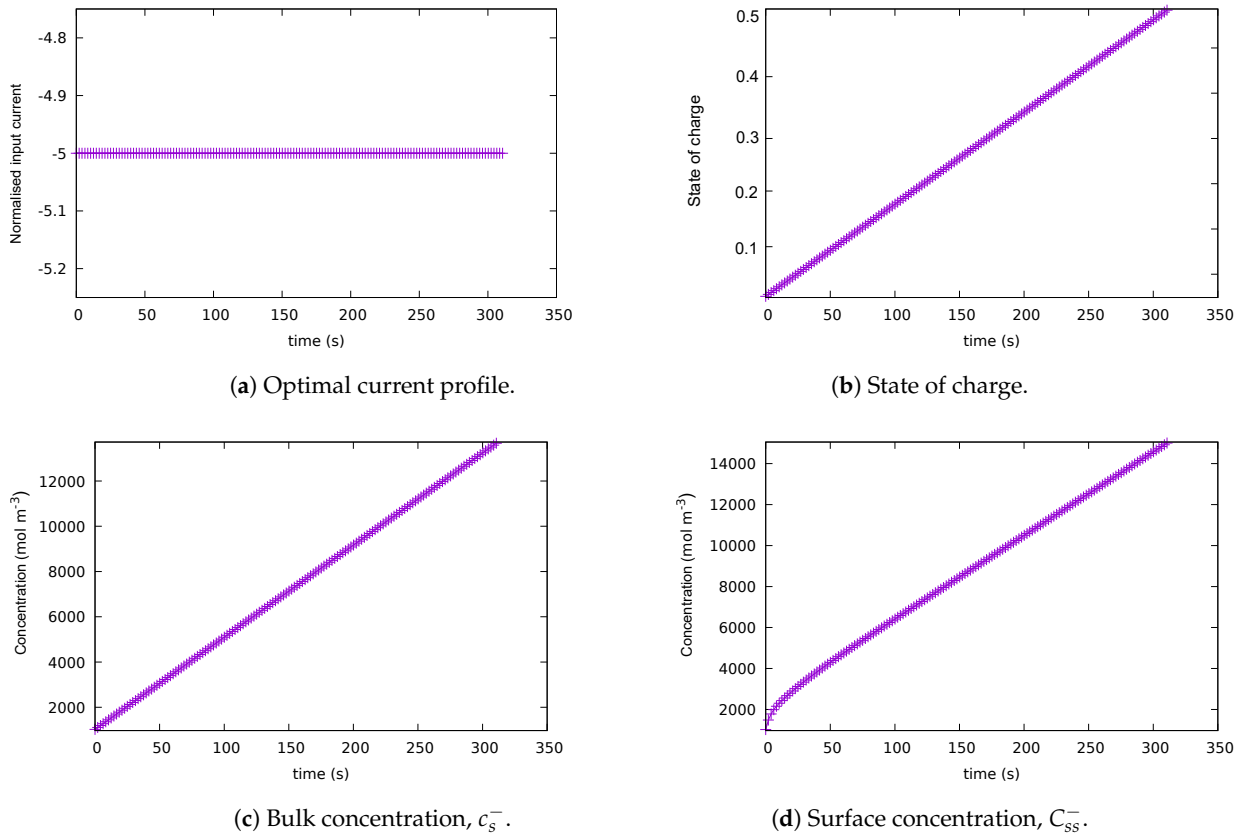 -4.8
-4.9
-5
-5.1
-5.2
Normalised input current
0 50 100 150 200 250 300 350
time (s)
(a) Optimal current profile.
0.5
0.4
0.3
0.2
0.1
State of charge
0 50 100 150 200 250 300 350
time (s)
(b) State of charge.
12000
10000
8000
6000
4000
2000
Concentration (mol m⁻³)
0 50 100 150 200 250 300 350
time (s)
(c) Bulk concentration, c_s^-.
14000
12000
10000
8000
6000
4000
2000
Concentration (mol m⁻³)
0 50 100 150 200 250 300 350
time (s)
(d) Surface concentration, C_{ss}^-.